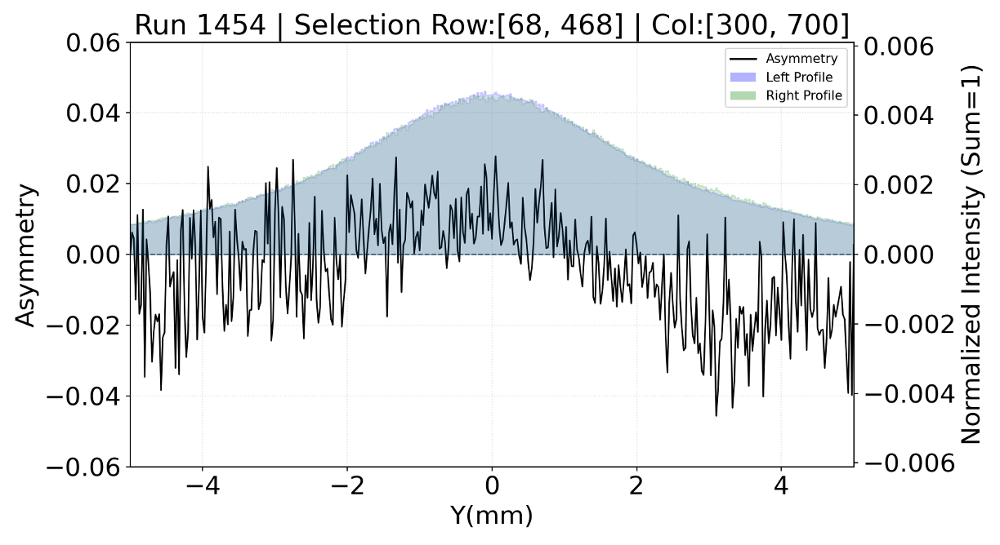 Run 1454 | Selection Row:[68, 468] | Col:[300, 700]
Asymmetry
Left Profile
Right Profile
0.06
0.04
0.02
0.00
−0.02
−0.04
−0.06
Asymmetry
0.006
0.004
0.002
0.000
−0.002
−0.004
−0.006
Normalized Intensity (Sum=1)
−4
−2
0
2
4
Y(mm)